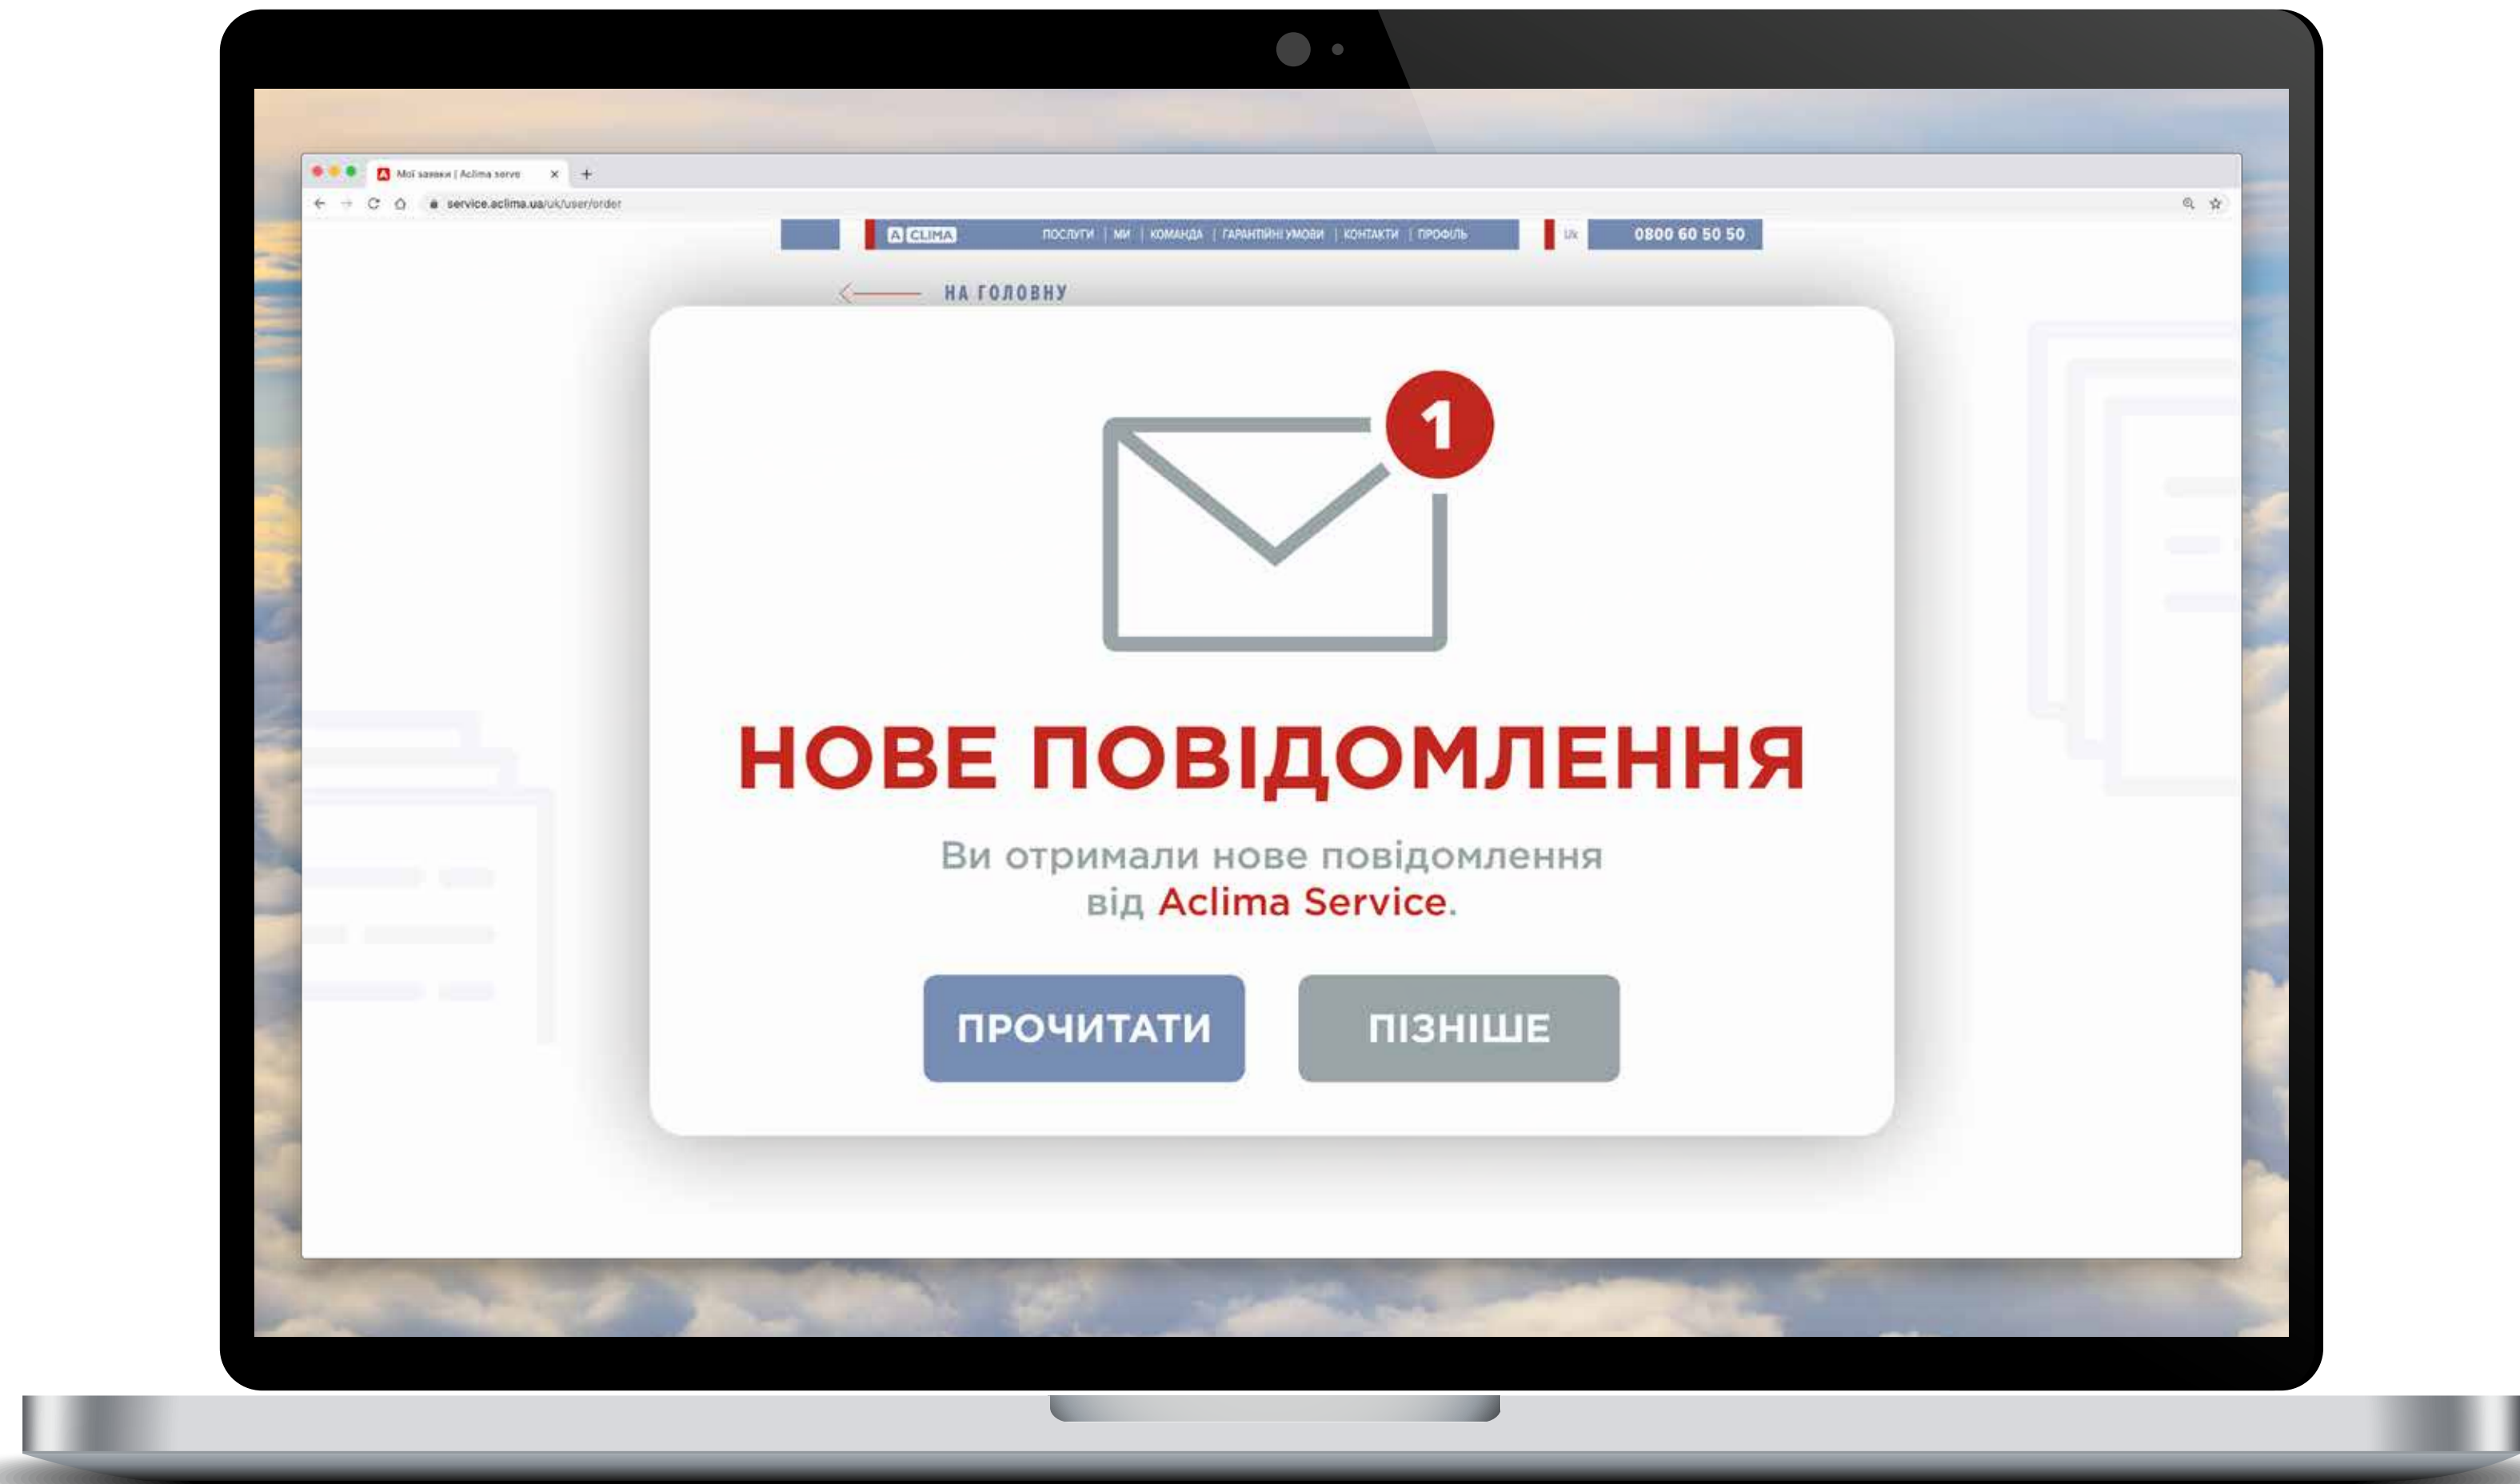 Мої заявки | Aclima serve
service.aclima.ua/uk/user/order
A CLIMA ПОСЛУГИ | МИ | КОМАНДА | ГАРАНТІЙНІ УМОВИ | КОНТАКТИ | ПРОФІЛЬ Uk 0800 60 50 50
НА ГОЛОВНУ
1
НОВЕ ПОВІДОМЛЕННЯ
Ви отримали нове повідомлення
від Aclima Service.
ПРОЧИТАТИ ПІЗНІШЕ